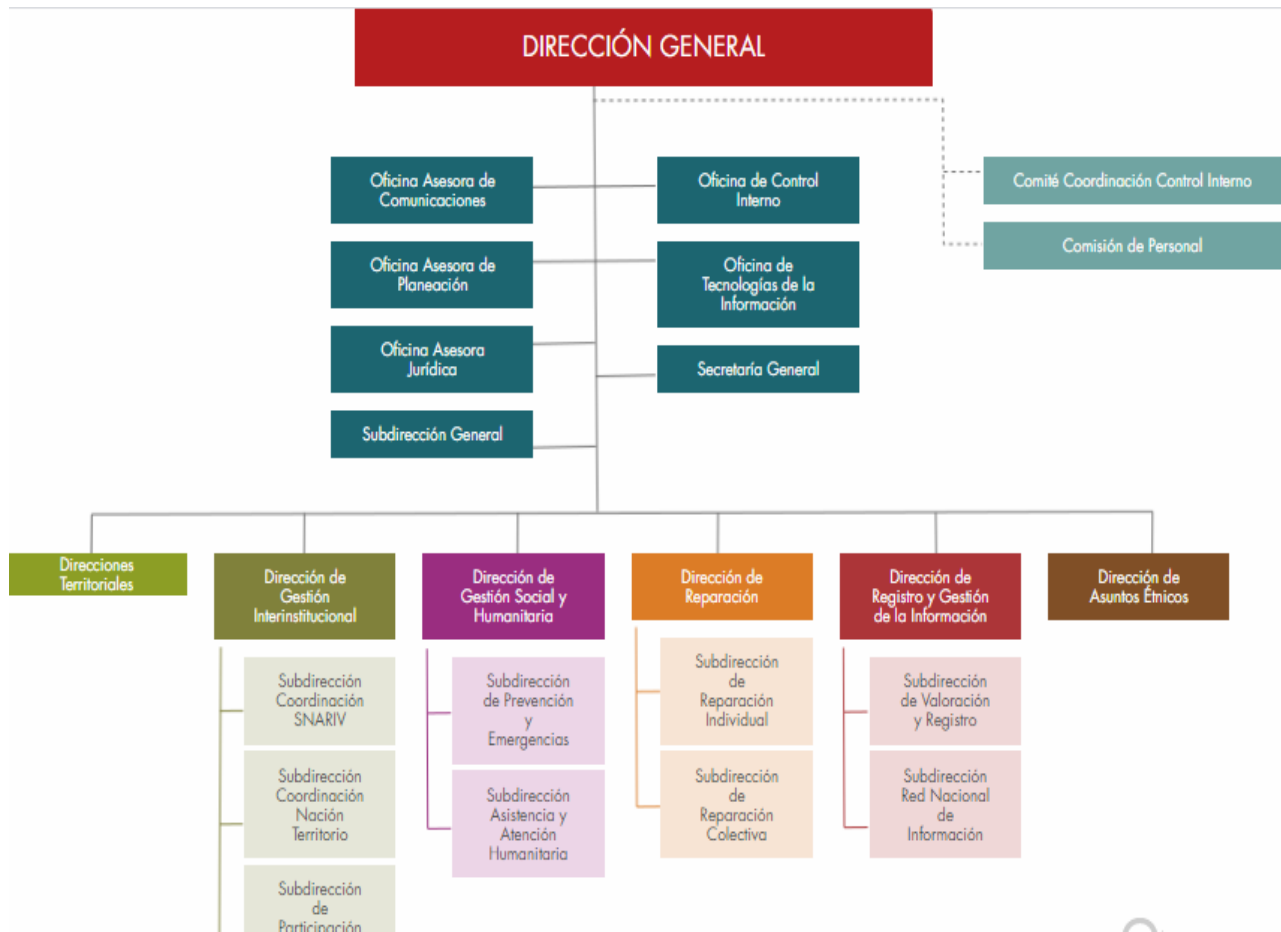 DIRECCIÓN GENERAL
Oficina Asesora de
Comunicaciones
Oficina de Control
Interno
Comité Coordinación Control Interno
Comisión de Personal
Oficina Asesora de
Planeación
Oficina de
Tecnologías de la
Información
Oficina Asesora
Jurídica
Secretaría General
Subdirección General
Direcciones
Territoriales
Dirección de
Gestión
Interinstitucional
Subdirección
Coordinación
SNARIV
Subdirección
Coordinación
Nación
Territorio
Subdirección
de
Participación
Dirección de
Gestión Social y
Humanitaria
Subdirección
de Prevención
y
Emergencias
Subdirección
Asistencia y
Atención
Humanitaria
Dirección de
Reparación
Subdirección
de
Reparación
Individual
Subdirección
de
Reparación
Colectiva
Dirección de
Registro y Gestión
de la Información
Subdirección
de Valoración
y Registro
Subdirección
Red Nacional
de
Información
Dirección de
Asuntos Étnicos